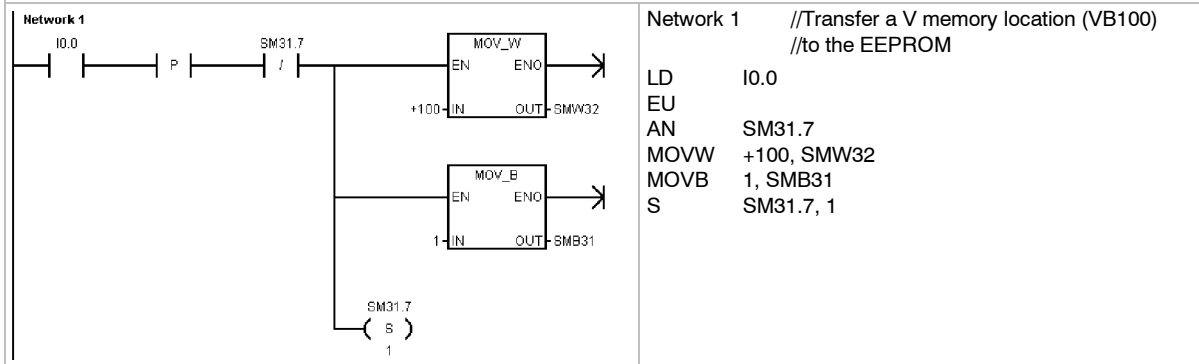 Network 1
I0.0
P
SM31.7
/
MOV_W
EN ENO
+100 IN OUT SMW32
MOV_B
EN ENO
1 IN OUT SMB31
SM31.7
S
1
Network 1 //Transfer a V memory location (VB100)
//to the EEPROM
LD I0.0
EU
AN SM31.7
MOVW +100, SMW32
MOVB 1, SMB31
S SM31.7, 1